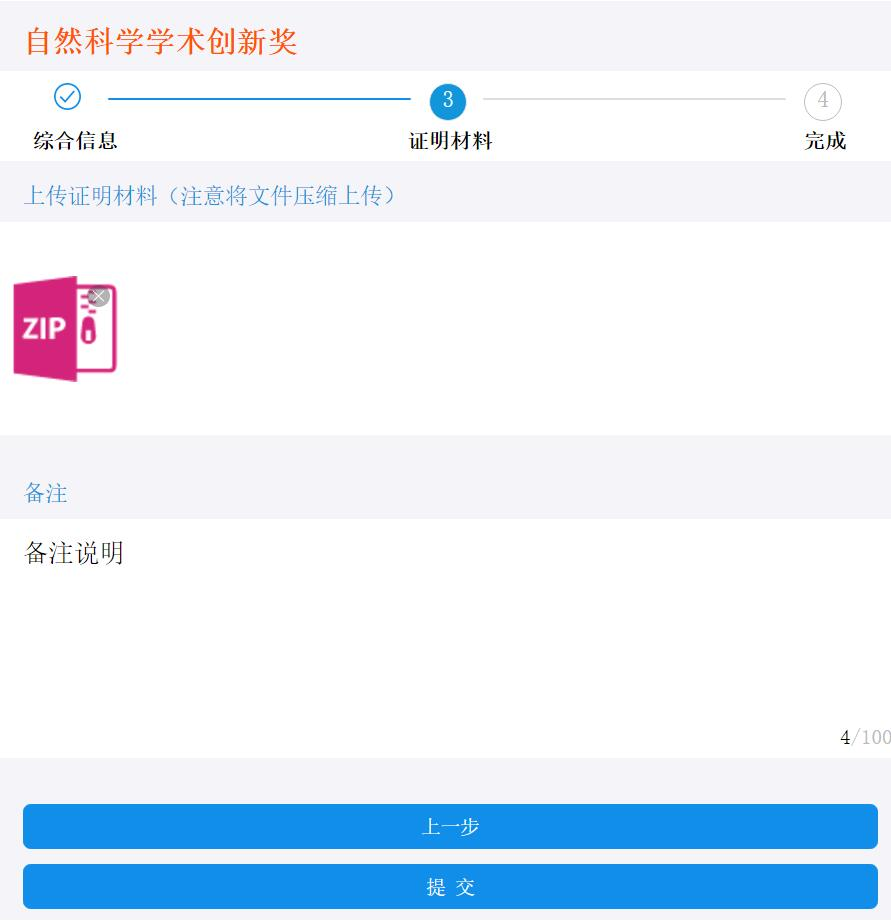 自然科学学术创新奖
3
4
综合信息
证明材料
完成
上传证明材料（注意将文件压缩上传）
ZIP
备注
备注说明
4/100
上一步
提 交